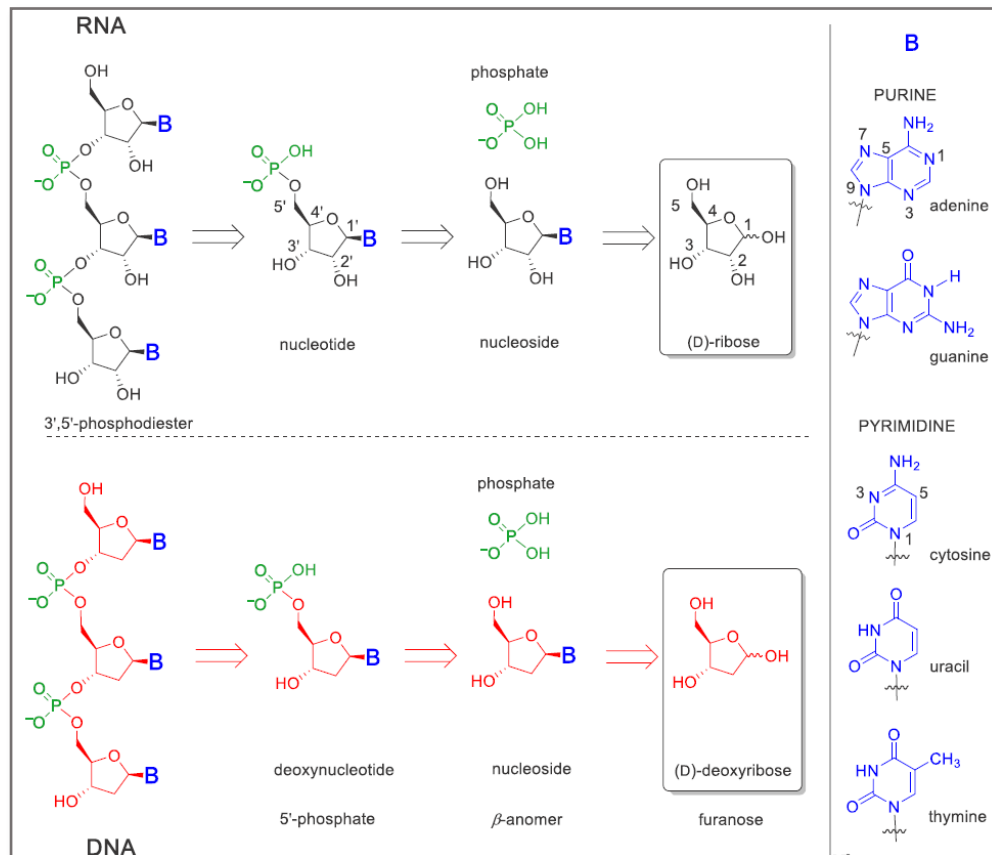 RNA
OH
O
B
O
O
P
⁻O
OH
O
O
B
O
O
P
⁻O
OH
O
O
B
HO
OH
3',5'-phosphodiester
O
OH
P
⁻O
O
5'
O
4'
1'
B
3'
2'
HO
OH
nucleotide
phosphate
O
OH
P
⁻O
OH
OH
O
B
HO
OH
nucleoside
OH
5
O
4
1
OH
3
2
HO
OH
(D)-ribose
OH
O
B
O
O
P
⁻O
O
O
B
O
O
P
⁻O
O
O
B
HO
DNA
O
OH
P
⁻O
O
O
B
HO
deoxynucleotide
5'-phosphate
phosphate
O
OH
P
⁻O
OH
OH
O
B
HO
nucleoside
β-anomer
OH
O
OH
HO
(D)-deoxyribose
furanose
B
PURINE
NH₂
7
N
5
N
1
9
N
N
3
adenine
O
N
N
H
N
N
NH₂
guanine
PYRIMIDINE
NH₂
3
N
5
O
N
1
cytosine
O
HN
O
N
uracil
O
HN
CH₃
O
N
thymine